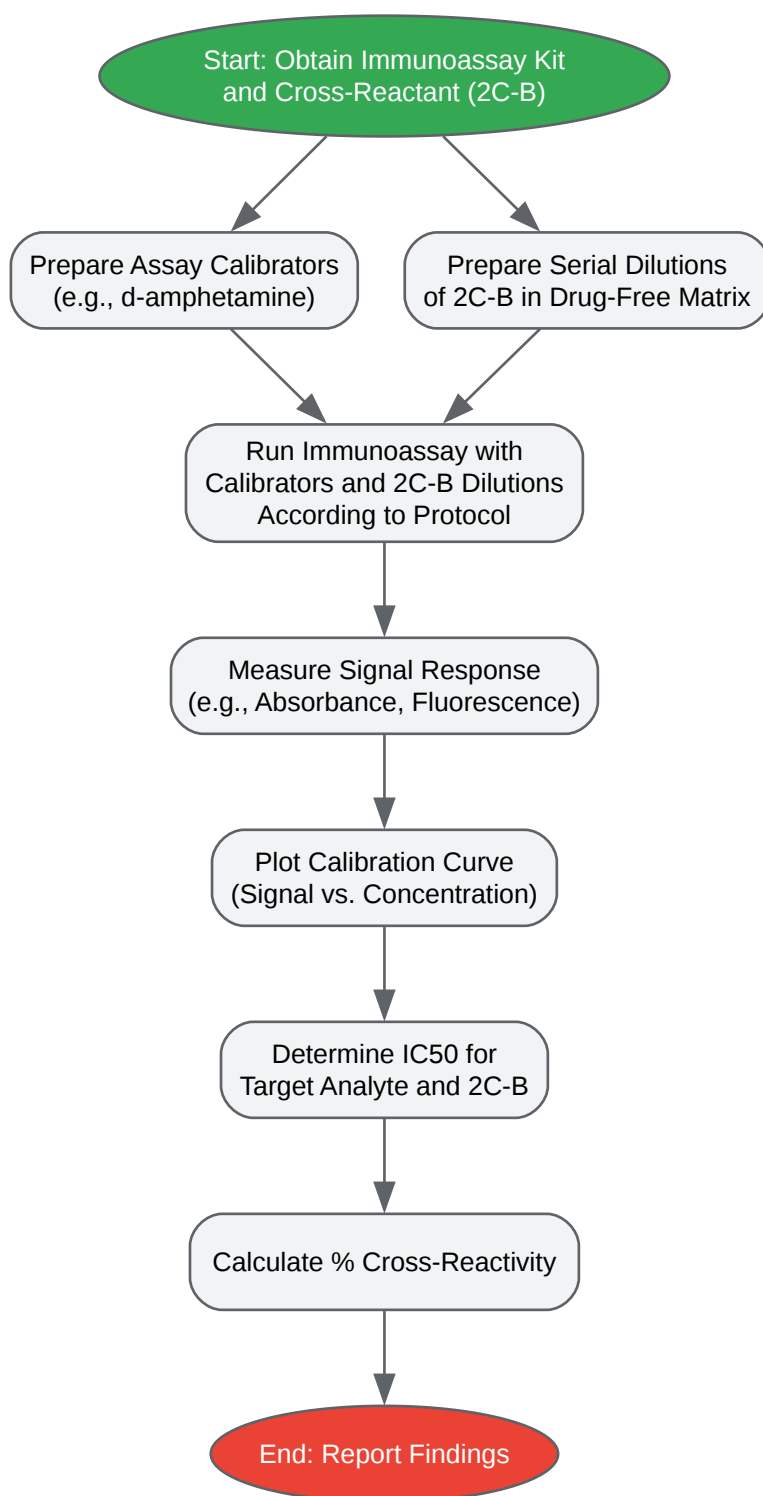 Start: Obtain Immunoassay Kit
and Cross-Reactant (2C-B)
Prepare Assay Calibrators
(e.g., d-amphetamine)
Prepare Serial Dilutions
of 2C-B in Drug-Free Matrix
Run Immunoassay with
Calibrators and 2C-B Dilutions
According to Protocol
Measure Signal Response
(e.g., Absorbance, Fluorescence)
Plot Calibration Curve
(Signal vs. Concentration)
Determine IC50 for
Target Analyte and 2C-B
Calculate % Cross-Reactivity
End: Report Findings